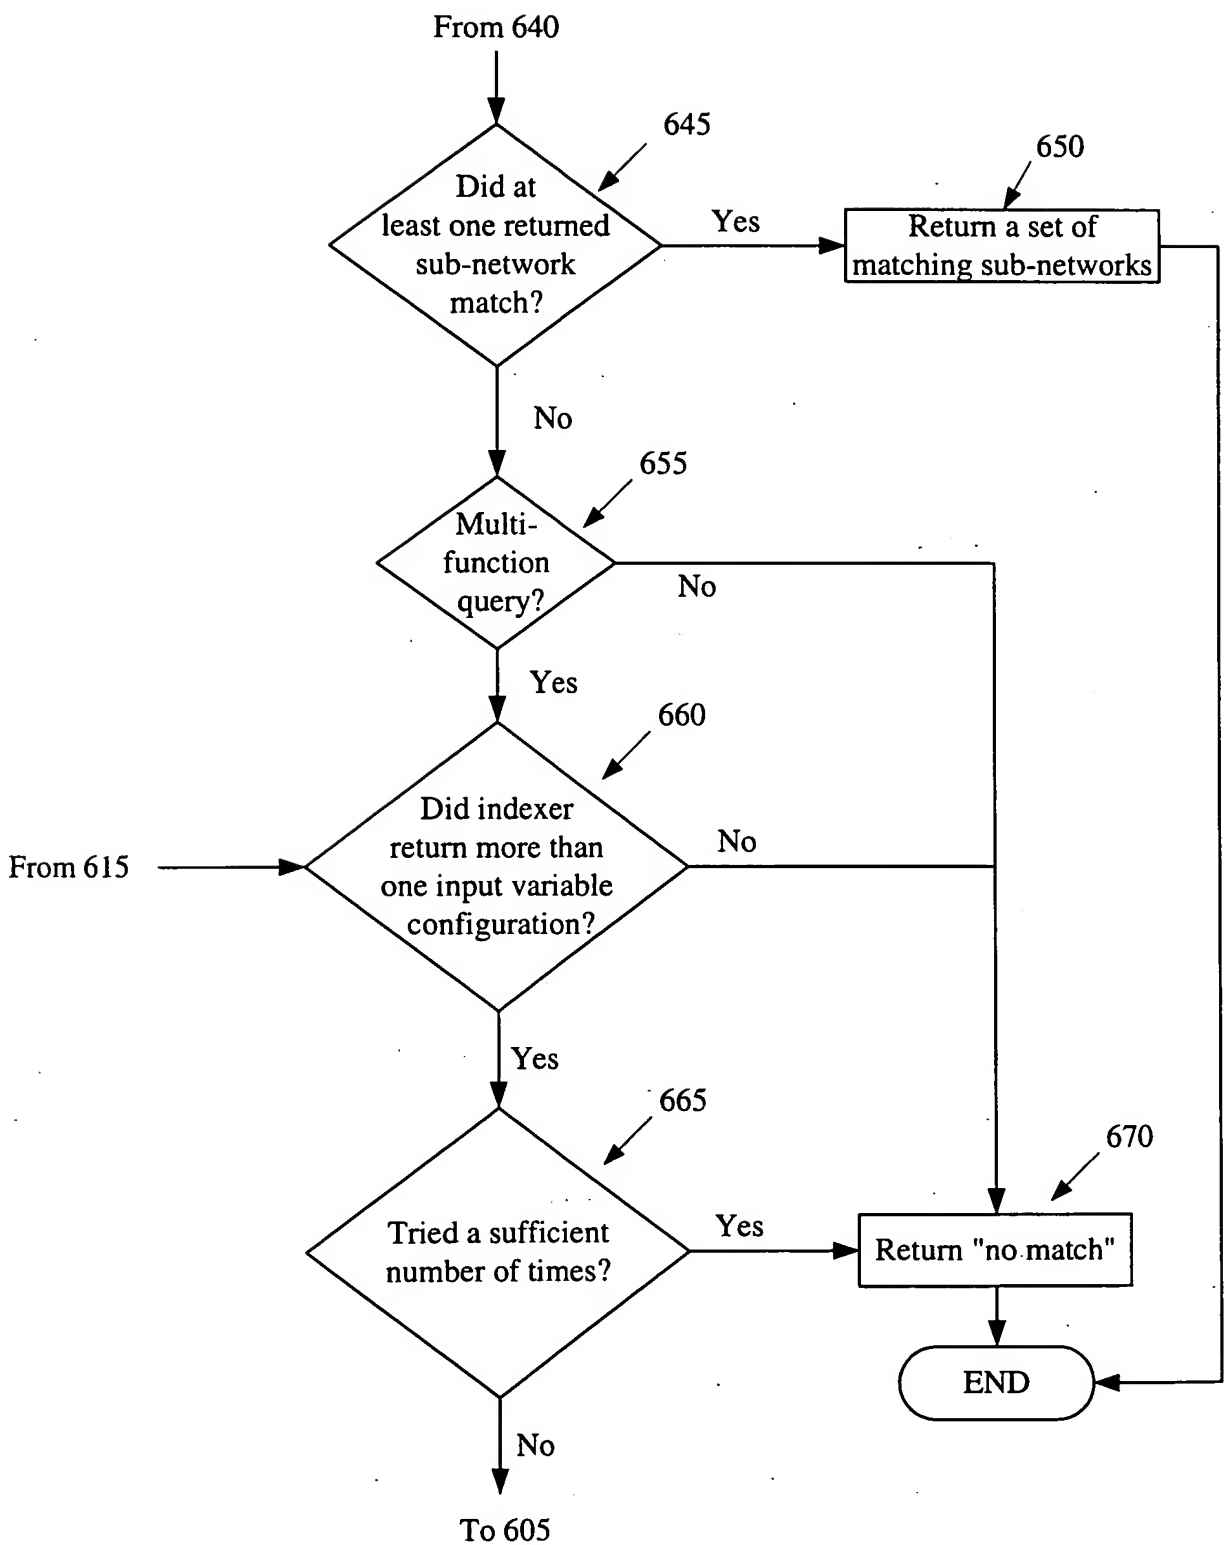 From 640
645
Did at
least one returned
sub-network
match?
Yes
650
Return a set of
matching sub-networks
No
655
Multi-
function
query?
No
Yes
660
From 615
Did indexer
return more than
one input variable
configuration?
No
Yes
665
Tried a sufficient
number of times?
Yes
670
Return "no match"
END
No
To 605